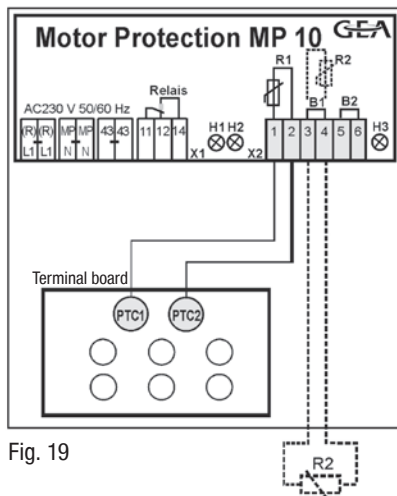 Motor Protection MP 10 GEA
R1 R2
Relais
AC230 V 50/60 Hz B1 B2
(R) (R) MP MP 43 43 11 12 14 H1 H2 1 2 3 4 5 6 H3
L1 L1 N N X1 X2
Terminal board
PTC1 PTC2
Fig. 19
R2